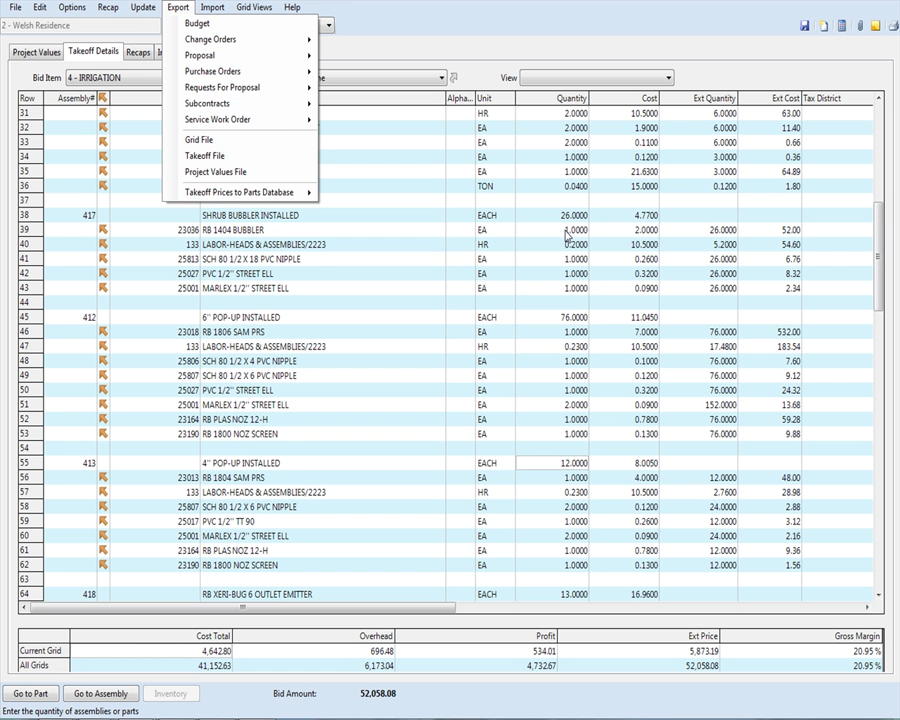 File Edit Options Recap Update Export Import Grid Views Help
2 - Welsh Residence
Budget
Change Orders
Proposal
Purchase Orders
Requests For Proposal
Subcontracts
Service Work Order
Grid File
Takeoff File
Project Values File
Takeoff Prices to Parts Database
Project Values Takeoff Details Recaps
Bid Item 4 - IRRIGATION View
Row Assembly# Alpha... Unit Quantity Cost Ext Quantity Ext Cost Tax District
31 HR 2.0000 10.5000 6.0000 63.00
32 EA 2.0000 1.9000 6.0000 11.40
33 EA 2.0000 0.1100 6.0000 0.66
34 EA 1.0000 0.1200 3.0000 0.36
35 EA 1.0000 21.6300 3.0000 64.89
36 TON 0.0400 15.0000 0.1200 1.80
37
38 417 SHRUB BUBBLER INSTALLED EACH 26.0000 4.7700
39 23036 RB 1404 BUBBLER EA 1.0000 2.0000 26.0000 52.00
40 133 LABOR-HEADS & ASSEMBLIES/2223 HR 0.2000 10.5000 5.2000 54.60
41 25813 SCH 80 1/2 X 18 PVC NIPPLE EA 1.0000 0.2600 26.0000 6.76
42 25027 PVC 1/2" STREET ELL EA 1.0000 0.3200 26.0000 8.32
43 25001 MARLEX 1/2" STREET ELL EA 1.0000 0.0900 26.0000 2.34
44
45 412 6" POP-UP INSTALLED EACH 76.0000 11.0450
46 23018 RB 1806 SAM PRS EA 1.0000 7.0000 76.0000 532.00
47 133 LABOR-HEADS & ASSEMBLIES/2223 HR 0.2300 10.5000 17.4800 183.54
48 25806 SCH 80 1/2 X 4 PVC NIPPLE EA 1.0000 0.1000 76.0000 7.60
49 25807 SCH 80 1/2 X 6 PVC NIPPLE EA 1.0000 0.1200 76.0000 9.12
50 25027 PVC 1/2" STREET ELL EA 1.0000 0.3200 76.0000 24.32
51 25001 MARLEX 1/2" STREET ELL EA 2.0000 0.0900 152.0000 13.68
52 23164 RB PLAS NOZ 12-H EA 1.0000 0.7800 76.0000 59.28
53 23190 RB 1800 NOZ SCREEN EA 1.0000 0.1300 76.0000 9.88
54
55 413 4" POP-UP INSTALLED EACH 12.0000 8.0050
56 23013 RB 1804 SAM PRS EA 1.0000 4.0000 12.0000 48.00
57 133 LABOR-HEADS & ASSEMBLIES/2223 HR 0.2300 10.5000 2.7600 28.98
58 25807 SCH 80 1/2 X 6 PVC NIPPLE EA 2.0000 0.1200 24.0000 2.88
59 25017 PVC 1/2" TT 90 EA 1.0000 0.2600 12.0000 3.12
60 25001 MARLEX 1/2" STREET ELL EA 2.0000 0.0900 24.0000 2.16
61 23164 RB PLAS NOZ 12-H EA 1.0000 0.7800 12.0000 9.36
62 23190 RB 1800 NOZ SCREEN EA 1.0000 0.1300 12.0000 1.56
63
64 418 RB XERI-BUG 6 OUTLET EMITTER EACH 13.0000 16.9600
Cost Total Overhead Profit Ext Price Gross Margin
Current Grid 4,642.80 696.48 534.01 5,873.19 20.95 %
All Grids 41,152.63 6,173.04 4,732.67 52,058.08 20.95 %
Go to Part Go to Assembly Inventory Bid Amount: 52,058.08
Enter the quantity of assemblies or parts